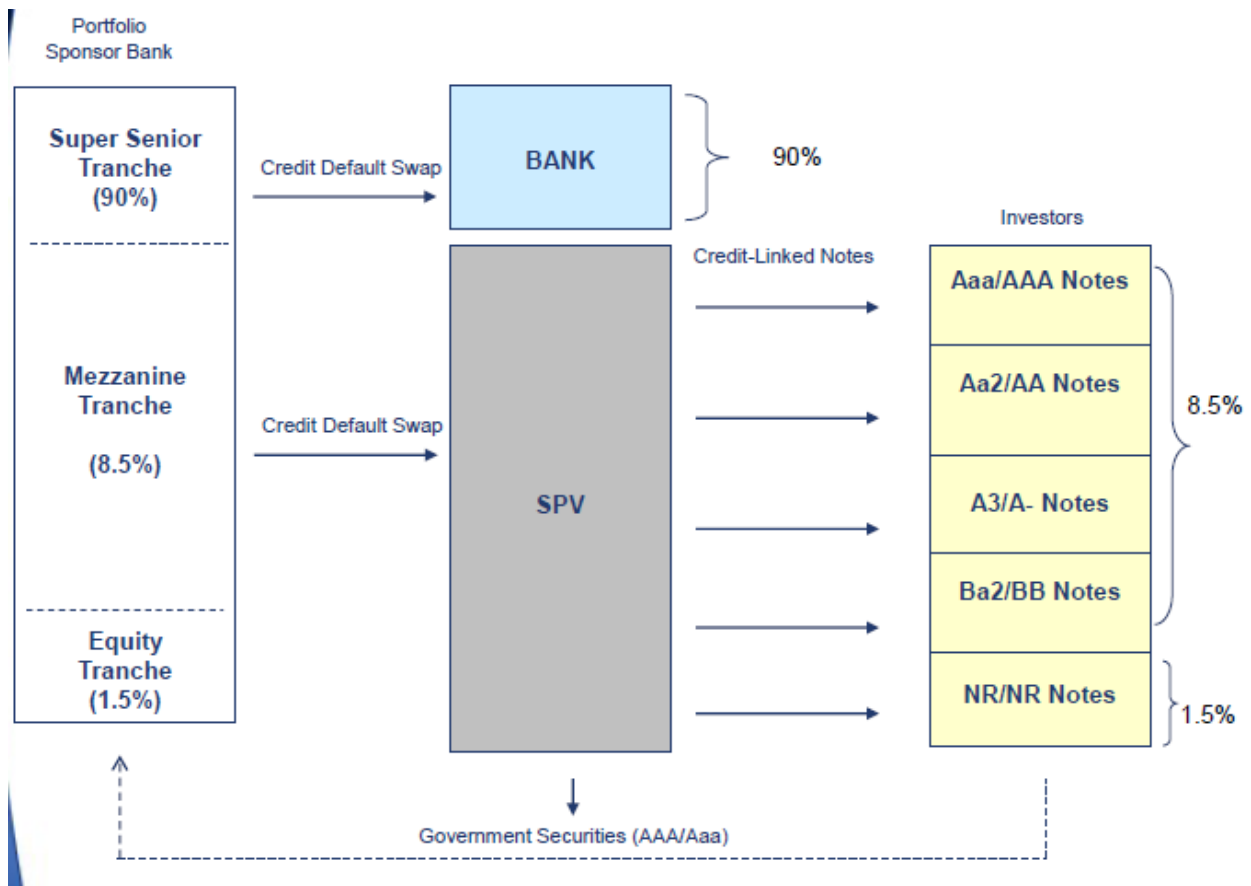 Portfolio
Sponsor Bank
Super Senior
Tranche
(90%)
Credit Default Swap
BANK
90%
Investors
Credit-Linked Notes
Aaa/AAA Notes
Aa2/AA Notes
8.5%
Mezzanine
Tranche
(8.5%)
Credit Default Swap
SPV
A3/A- Notes
Ba2/BB Notes
Equity
Tranche
(1.5%)
NR/NR Notes
1.5%
Government Securities (AAA/Aaa)